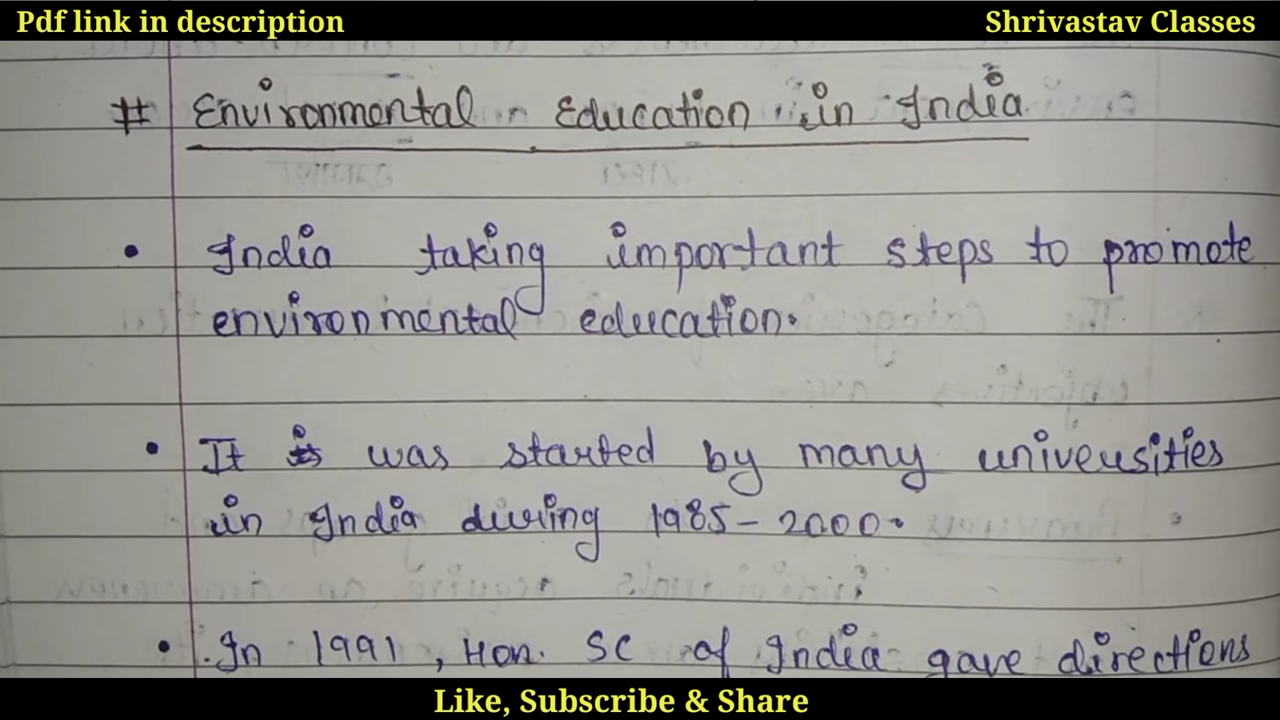 Pdf link in description
Shrivastav Classes
# Environmental Education in India
• India taking important steps to promote
environmental education.
• It was started by many universities
in India during 1985-2000.
• In 1991, Hon. SC of India gave directions
Like, Subscribe & Share